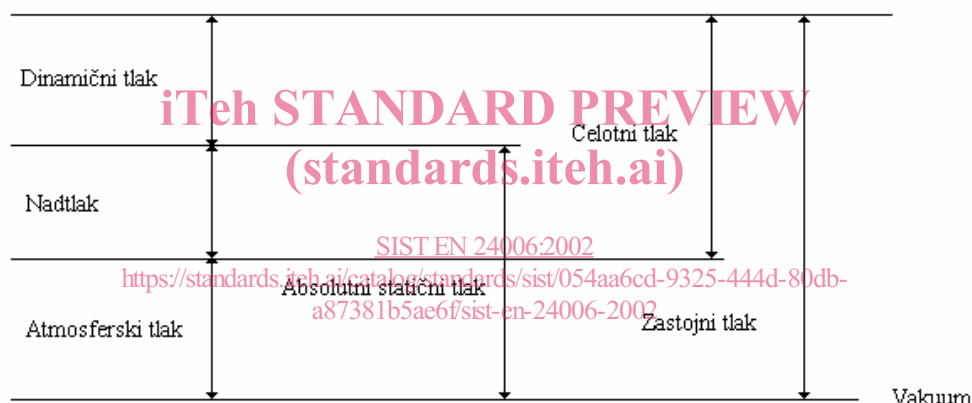 Dinamični tlak
iTeh STANDARD PREVIEW
Celotni tlak
(standards.iteh.ai)
Nadtlak
SIST EN 24006:2002
https://standards.iteh.ai/catalog/standards/sist/054aa6cd-9325-444d-80db-
Absolutni statični tlak
a87381b5ae6f/sist-en-24006-2002
Zastojni tlak
Atmosferski tlak
Vakuum